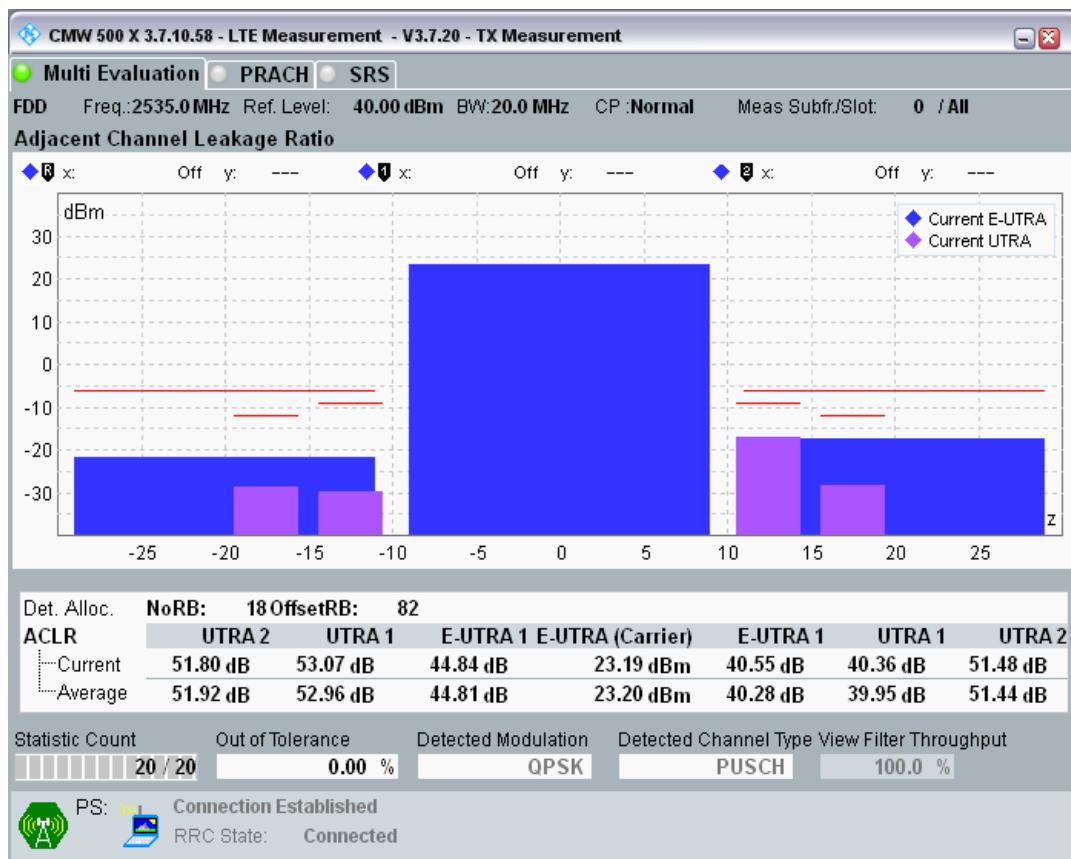 CMW 500 X 3.7.10.58 - LTE Measurement - V3.7.20 - TX Measurement
Multi Evaluation PRACH SRS
FDD Freq.:2535.0 MHz Ref. Level: 40.00 dBm BW:20.0 MHz CP :Normal Meas Subfr./Slot: 0 / All
Adjacent Channel Leakage Ratio
R x: Off y: --- 1 x: Off y: --- 2 x: Off y: ---
dBm
Current E-UTRA
Current UTRA
30
20
10
0
-10
-20
-30
z
-25 -20 -15 -10 -5 0 5 10 15 20 25
Det. Alloc. NoRB: 18 OffsetRB: 82
ACLR UTRA 2 UTRA 1 E-UTRA 1 E-UTRA (Carrier) E-UTRA 1 UTRA 1 UTRA 2
Current 51.80 dB 53.07 dB 44.84 dB 23.19 dBm 40.55 dB 40.36 dB 51.48 dB
Average 51.92 dB 52.96 dB 44.81 dB 23.20 dBm 40.28 dB 39.95 dB 51.44 dB
Statistic Count Out of Tolerance Detected Modulation Detected Channel Type View Filter Throughput
20 / 20 0.00 % QPSK PUSCH 100.0 %
PS: Connection Established
RRC State: Connected